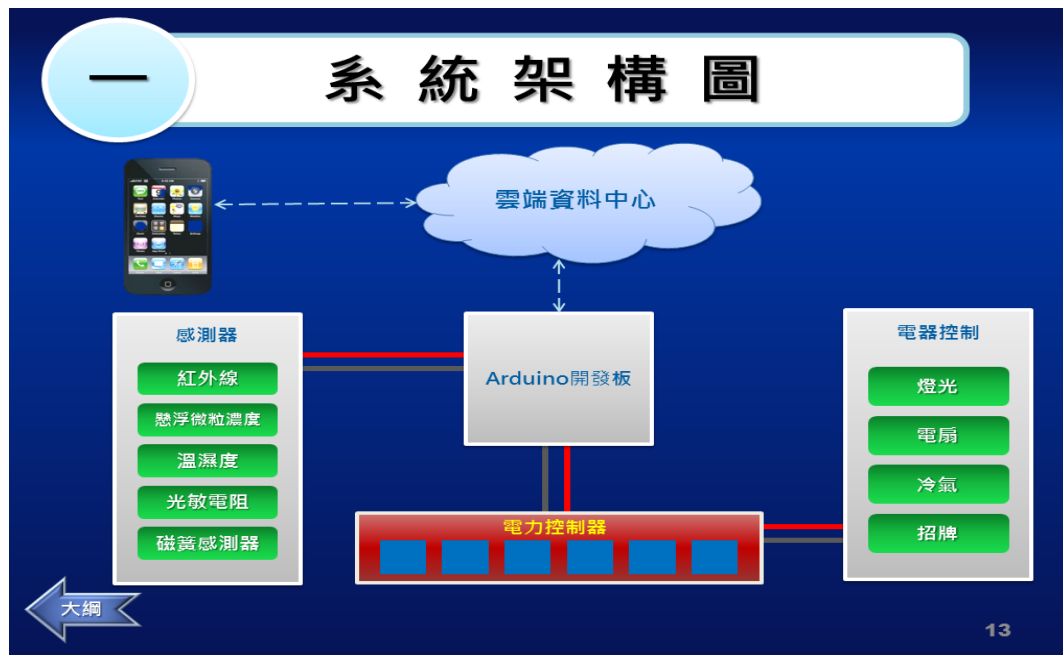 一
系統架構圖
雲端資料中心
感測器
紅外線
懸浮微粒濃度
溫濕度
光敏電阻
磁簧感測器
Arduino開發板
電力控制器
電器控制
燈光
電扇
冷氣
招牌
大綱
13